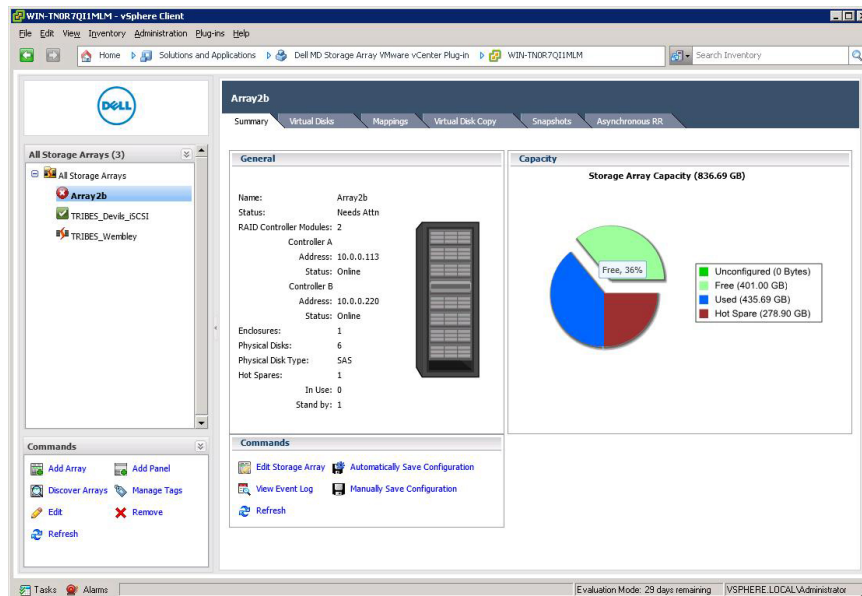 WIN-TN0R7QI1MLM - vSphere Client
File Edit View Inventory Administration Plug-ins Help
Home Solutions and Applications Dell MD Storage Array VMware vCenter Plug-in WIN-TN0R7QI1MLM Search Inventory
DELL
Array2b
Summary Virtual Disks Mappings Virtual Disk Copy Snapshots Asynchronous RR
All Storage Arrays (3)
All Storage Arrays
Array2b
TRIBES_Devils_iSCSI
TRIBES_Wembley
General
Name: Array2b
Status: Needs Attn
RAID Controller Modules: 2
Controller A
Address: 10.0.0.113
Status: Online
Controller B
Address: 10.0.0.220
Status: Online
Enclosures: 1
Physical Disks: 6
Physical Disk Type: SAS
Hot Spares: 1
In Use: 0
Stand by: 1
Capacity
Storage Array Capacity (836.69 GB)
Free, 36%
Unconfigured (0 Bytes)
Free (401.00 GB)
Used (435.69 GB)
Hot Spare (278.90 GB)
Commands
Add Array Add Panel
Discover Arrays Manage Tags
Edit Remove
Refresh
Commands
Edit Storage Array Automatically Save Configuration
View Event Log Manually Save Configuration
Refresh
Tasks Alarms Evaluation Mode: 29 days remaining VSPHERE.LOCAL\Administrator